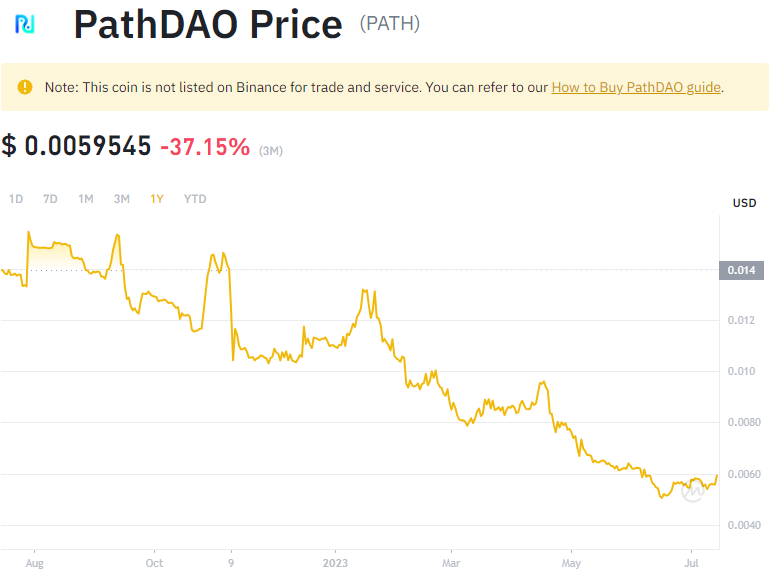 PathDAO Price (PATH)
Note: This coin is not listed on Binance for trade and service. You can refer to our How to Buy PathDAO guide.
$ 0.0059545 -37.15% (3M)
1D 7D 1M 3M 1Y YTD
USD
0.014
0.012
0.010
0.0080
0.0060
0.0040
Aug Oct 9 2023 Mar May Jul